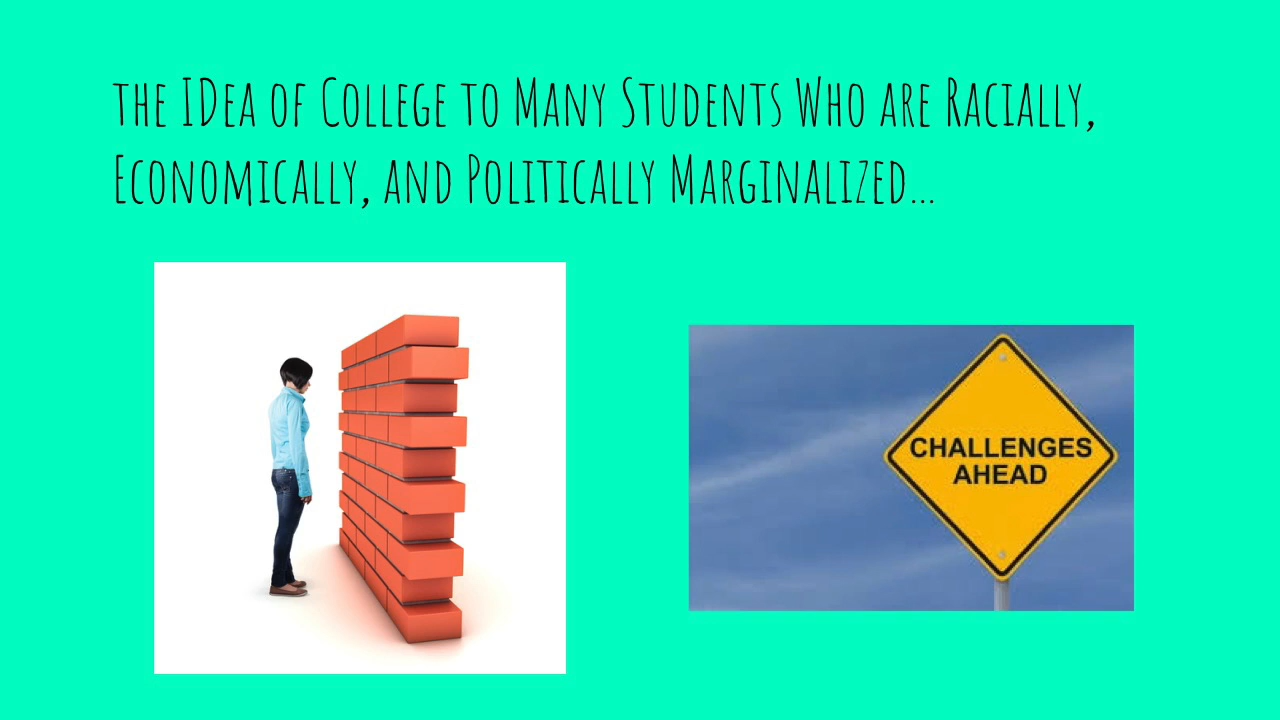 the IDea of College to Many Students Who are Racially,
Economically, and Politically Marginalized...
CHALLENGES
AHEAD